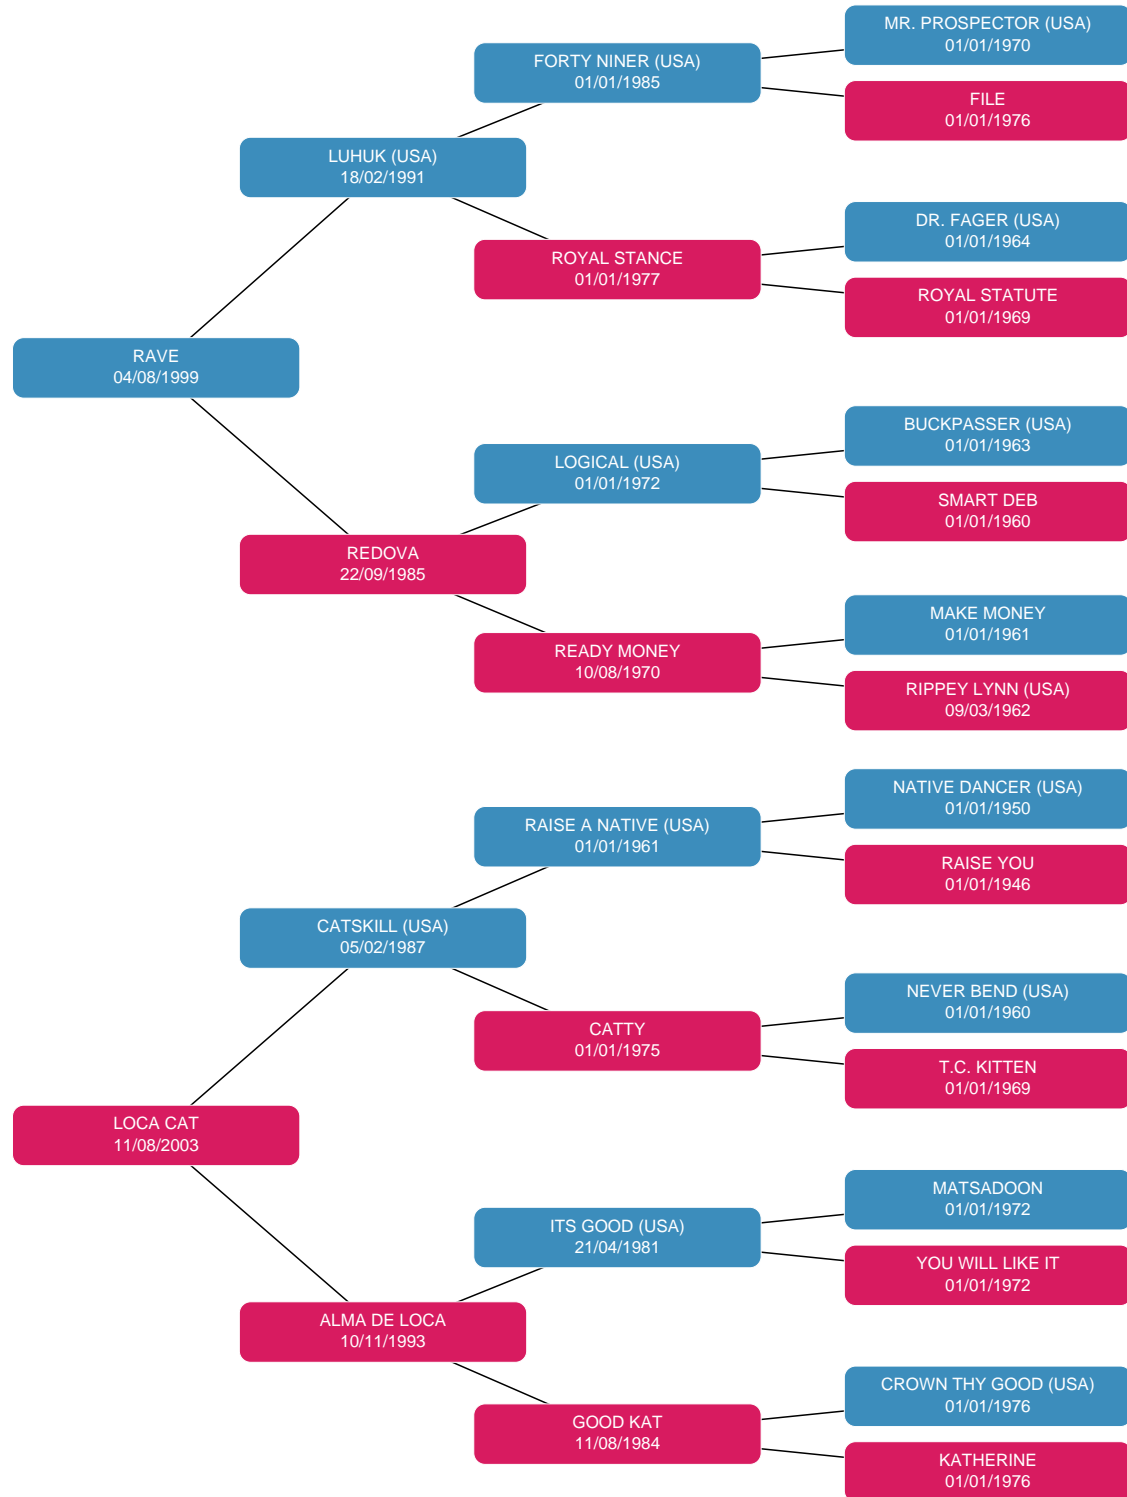 MR. PROSPECTOR (USA)
01/01/1970
FORTY NINER (USA)
01/01/1985
FILE
01/01/1976
LUHUK (USA)
18/02/1991
DR. FAGER (USA)
01/01/1964
ROYAL STANCE
01/01/1977
ROYAL STATUTE
01/01/1969
RAVE
04/08/1999
BUCKPASSER (USA)
01/01/1963
LOGICAL (USA)
01/01/1972
SMART DEB
01/01/1960
REDOVA
22/09/1985
MAKE MONEY
01/01/1961
READY MONEY
10/08/1970
RIPPEY LYNN (USA)
09/03/1962
NATIVE DANCER (USA)
01/01/1950
RAISE A NATIVE (USA)
01/01/1961
RAISE YOU
01/01/1946
CATSKILL (USA)
05/02/1987
NEVER BEND (USA)
01/01/1960
CATTY
01/01/1975
T.C. KITTEN
01/01/1969
LOCA CAT
11/08/2003
MATSADOON
01/01/1972
ITS GOOD (USA)
21/04/1981
YOU WILL LIKE IT
01/01/1972
ALMA DE LOCA
10/11/1993
CROWN THY GOOD (USA)
01/01/1976
GOOD KAT
11/08/1984
KATHERINE
01/01/1976